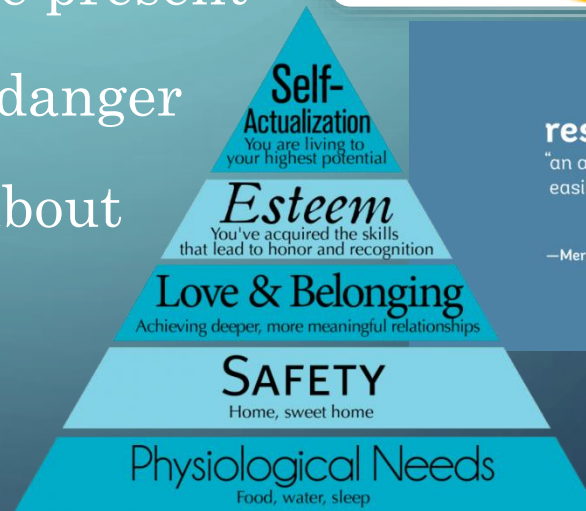 present
danger
bout
Self-
Actualization
You are living to
your highest potential
Esteem
You've acquired the skills
that lead to honor and recognition
Love & Belonging
Achieving deeper, more meaningful relationships
SAFETY
Home, sweet home
Physiological Needs
Food, water, sleep
res
"an a
easi
—Mer